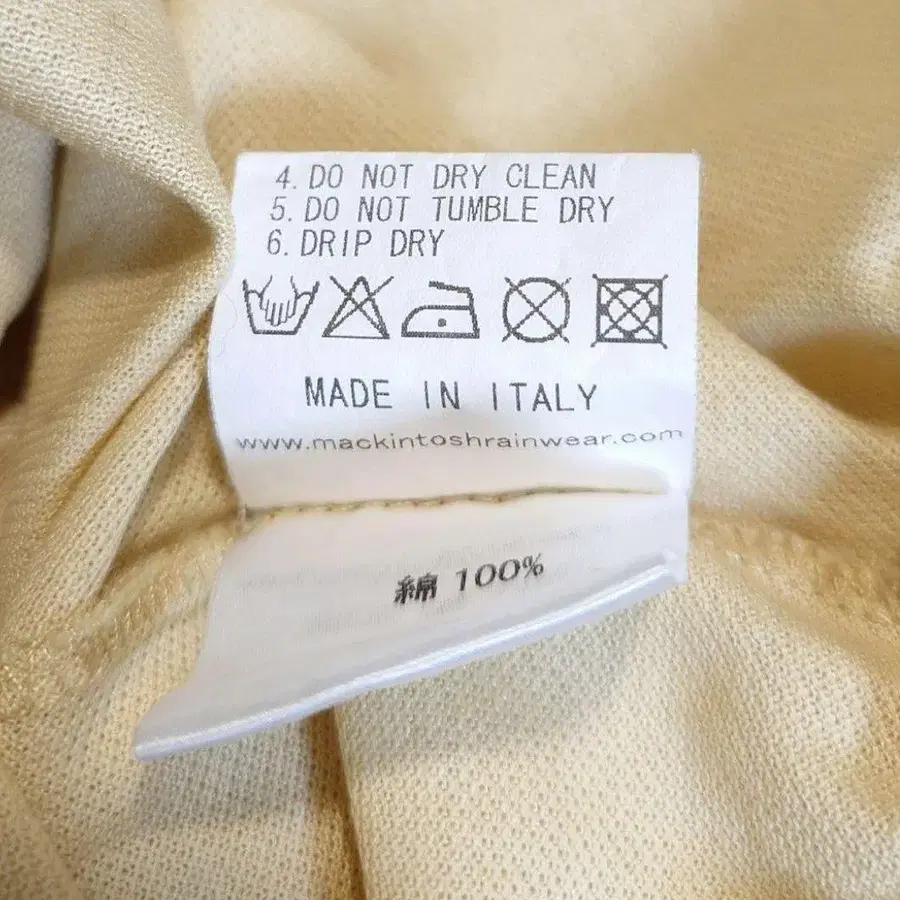 4. DO NOT DRY CLEAN
5. DO NOT TUMBLE DRY
6. DRIP DRY
MADE IN ITALY
www.mackintoshrainwear.com
綿 100%